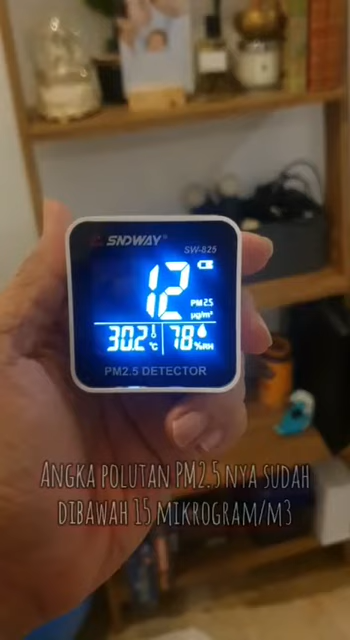 SNDWAY®
SW-825
12
PM2.5
µg/m³
30.2 °C 78 %RH
PM2.5 DETECTOR
ANGKA POLUTAN PM2.5 NYA SUDAH
DIBAWAH 15 MIKROGRAM/M3